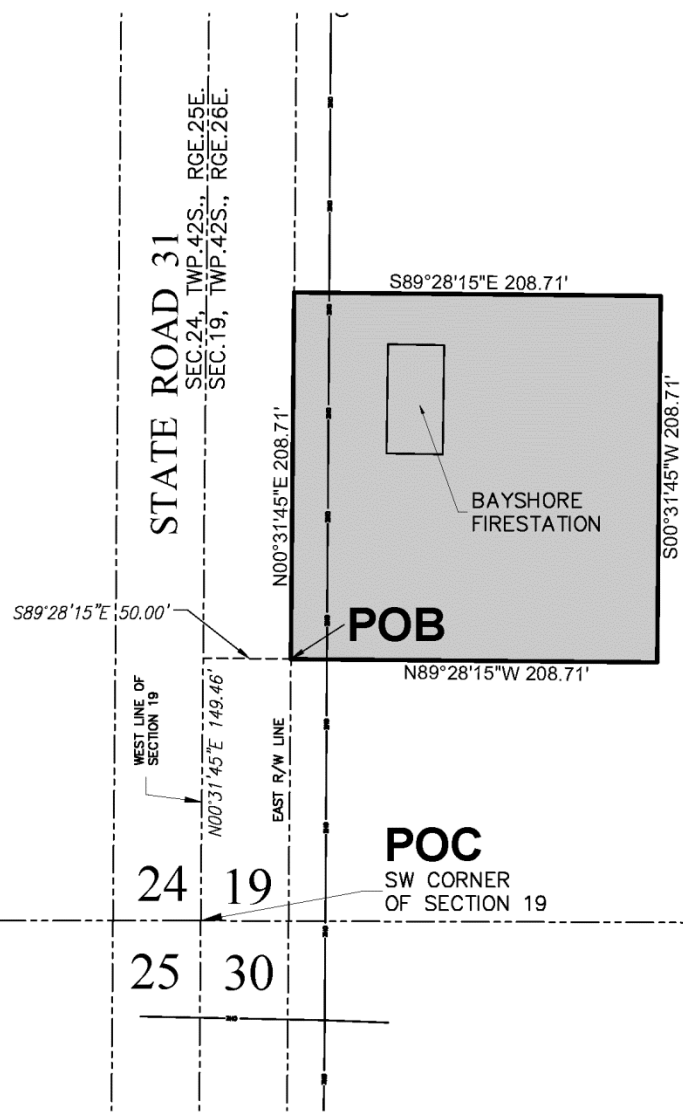 STATE ROAD 31
SEC.24, TWP.42S., RGE.25E.
SEC.19, TWP.42S., RGE.26E.
S89°28'15"E 208.71'
N00°31'45"E 208.71'
S00°31'45"W 208.71'
BAYSHORE
FIRESTATION
S89°28'15"E 50.00'
POB
N89°28'15"W 208.71'
WEST LINE OF
SECTION 19
N00°31'45"E 149.46'
EAST R/W LINE
POC
SW CORNER
OF SECTION 19
24
19
25
30